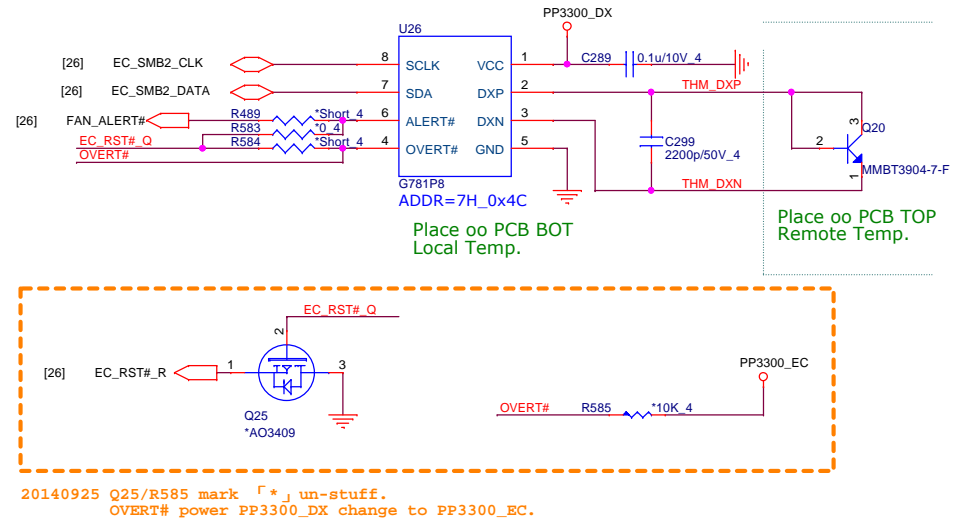 PP3300_DX
U26
[26] EC_SMB2_CLK 8 SCLK VCC 1 C289 0.1u/10V_4
[26] EC_SMB2_DATA 7 SDA DXP 2 THM_DXP
[26] FAN_ALERT# R489 *Short_4 6 ALERT# DXN 3
R583 *0_4
EC_RST#_Q R584 *Short_4 4 OVERT# GND 5
OVERT#
C299
2200p/50V_4
3
Q20
2
MMBT3904-7-F
1
THM_DXN
G781P8
ADDR=7H_0x4C
Place oo PCB BOT
Local Temp.
Place oo PCB TOP
Remote Temp.
EC_RST#_Q
2
[26] EC_RST#_R 1 3
Q25
*AO3409
PP3300_EC
OVERT# R585 *10K_4
20140925 Q25/R585 mark 「*」un-stuff.
OVERT# power PP3300_DX change to PP3300_EC.